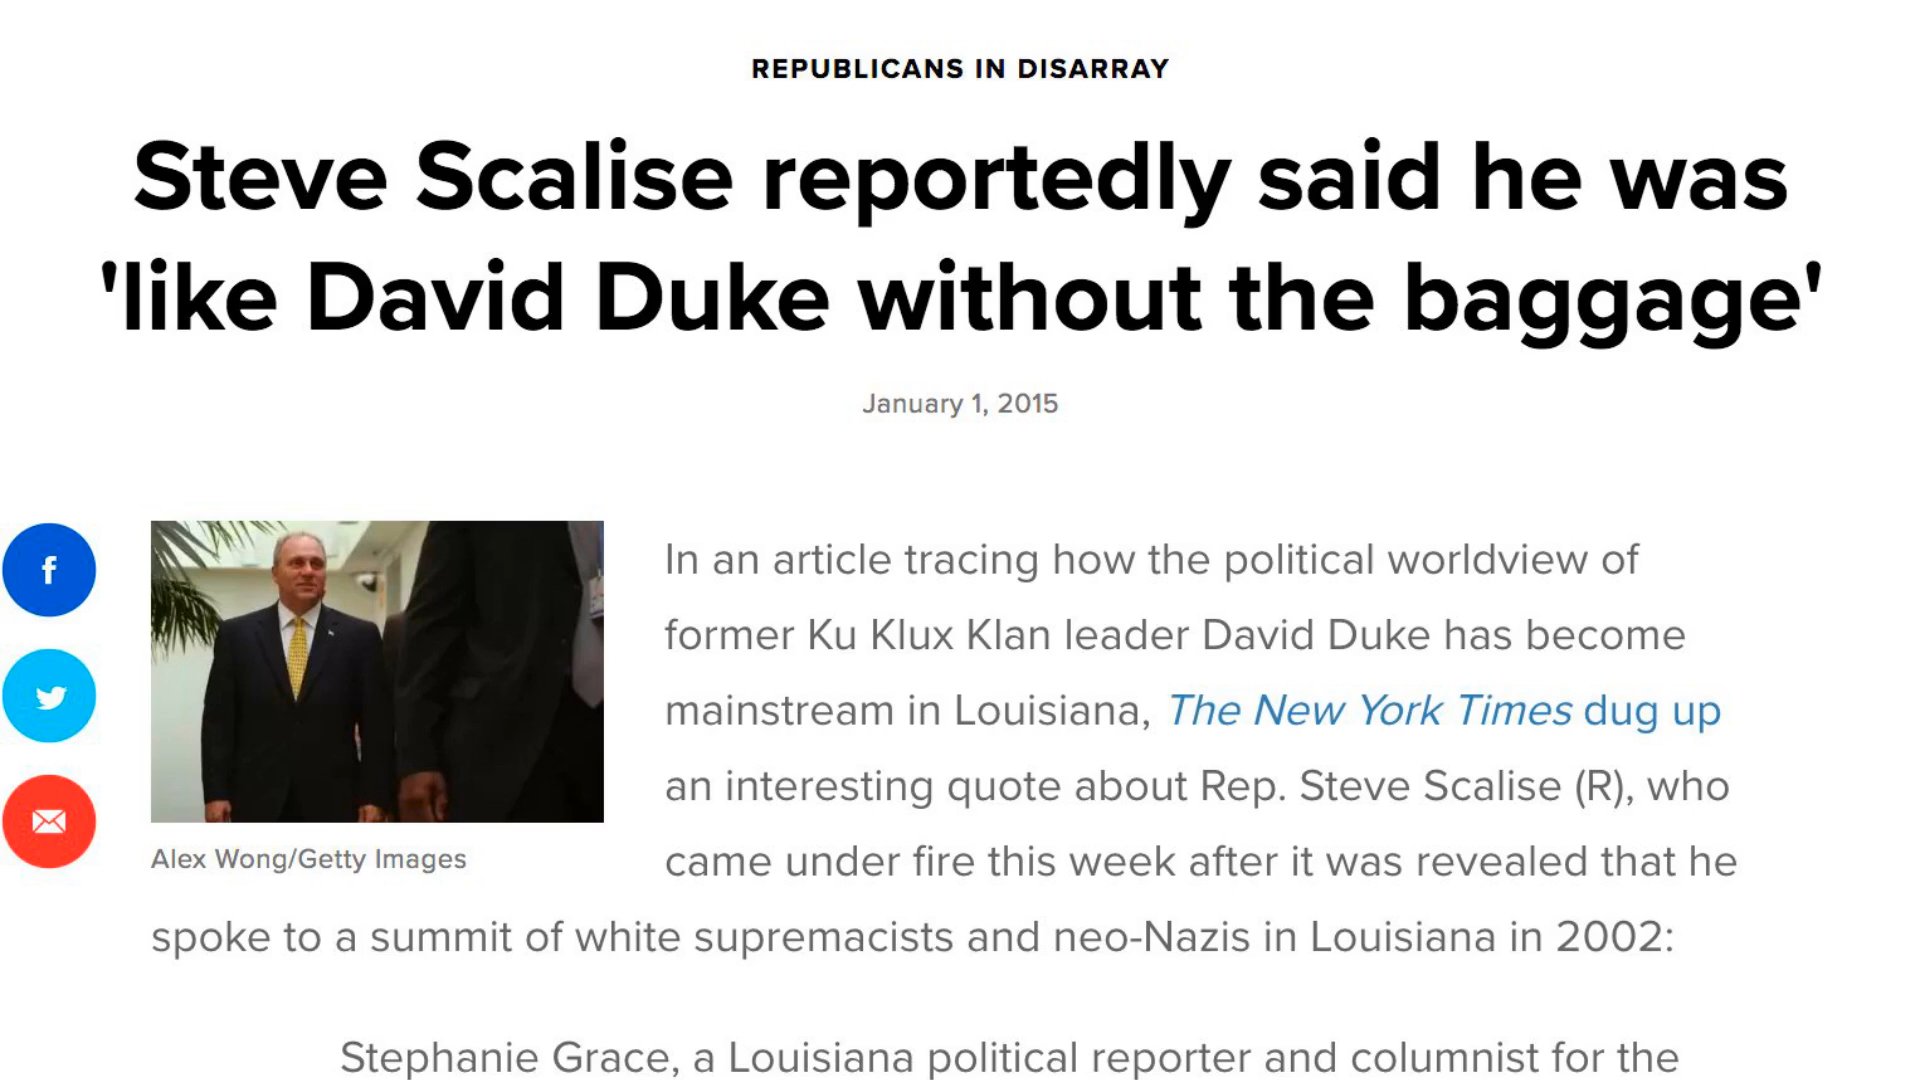 REPUBLICANS IN DISARRAY
Steve Scalise reportedly said he was
'like David Duke without the baggage'
January 1, 2015
f
In an article tracing how the political worldview of
former Ku Klux Klan leader David Duke has become
mainstream in Louisiana, The New York Times dug up
an interesting quote about Rep. Steve Scalise (R), who
came under fire this week after it was revealed that he
Alex Wong/Getty Images
spoke to a summit of white supremacists and neo-Nazis in Louisiana in 2002:
Stephanie Grace, a Louisiana political reporter and columnist for the